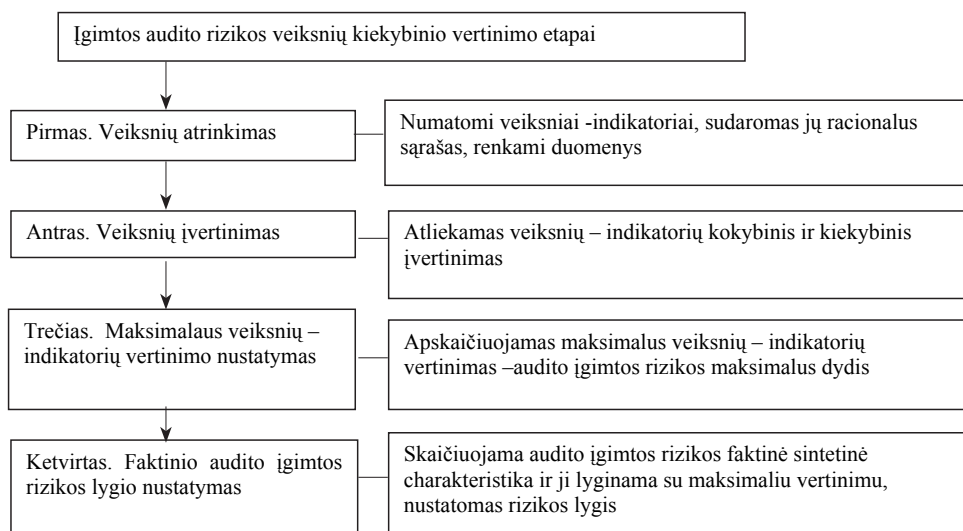 Įgimtos audito rizikos veiksnių kiekybinio vertinimo etapai
Pirmas. Veiksnių atrinkimas
Numatomi veiksniai -indikatoriai, sudaromas jų racionalus
sąrašas, renkami duomenys
Antras. Veiksnių įvertinimas
Atliekamas veiksnių – indikatorių kokybinis ir kiekybinis
įvertinimas
Trečias. Maksimalaus veiksnių –
indikatorių vertinimo nustatymas
Apskaičiuojamas maksimalus veiksnių – indikatorių
vertinimas –audito įgimtos rizikos maksimalus dydis
Ketvirtas. Faktinio audito įgimtos
rizikos lygio nustatymas
Skaičiuojama audito įgimtos rizikos faktinė sintetinė
charakteristika ir ji lyginama su maksimaliu vertinimu,
nustatomas rizikos lygis